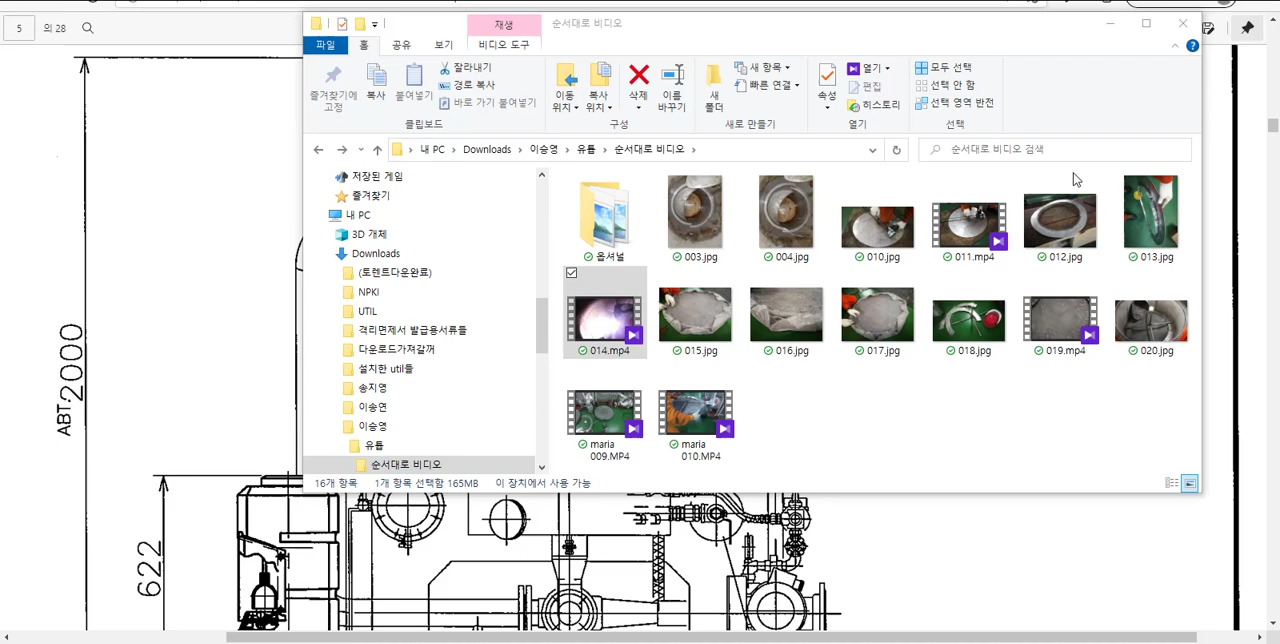 5 의 28
재생 순서대로 비디오
파일 홈 공유 보기 비디오 도구
즐겨찾기에
고정
복사
붙여넣기
잘라내기
경로 복사
바로 가기 붙여넣기
클립보드
이동
위치
복사
위치
삭제
이름
바꾸기
구성
새
폴더
새 항목
빠른 연결
새로 만들기
속성
열기
편집
히스토리
열기
모두 선택
선택 안 함
선택 영역 반전
선택
내 PC > Downloads > 이승영 > 유튭 > 순서대로 비디오 >
순서대로 비디오 검색
저장된 게임
즐겨찾기
내 PC
3D 개체
Downloads
(토렌트다운완료)
NPKI
UTIL
격리면제서 발급용서류들
다운로드가져갈꺼
설치한 util들
송지영
이송연
이승영
유튭
순서대로 비디오
옵셔널 003.jpg 004.jpg 010.jpg 011.mp4 012.jpg 013.jpg
014.mp4 015.jpg 016.jpg 017.jpg 018.jpg 019.mp4 020.jpg
maria
009.MP4
maria
010.MP4
16개 항목 1개 항목 선택함 165MB 이 장치에서 사용 가능
ABT.2000
622